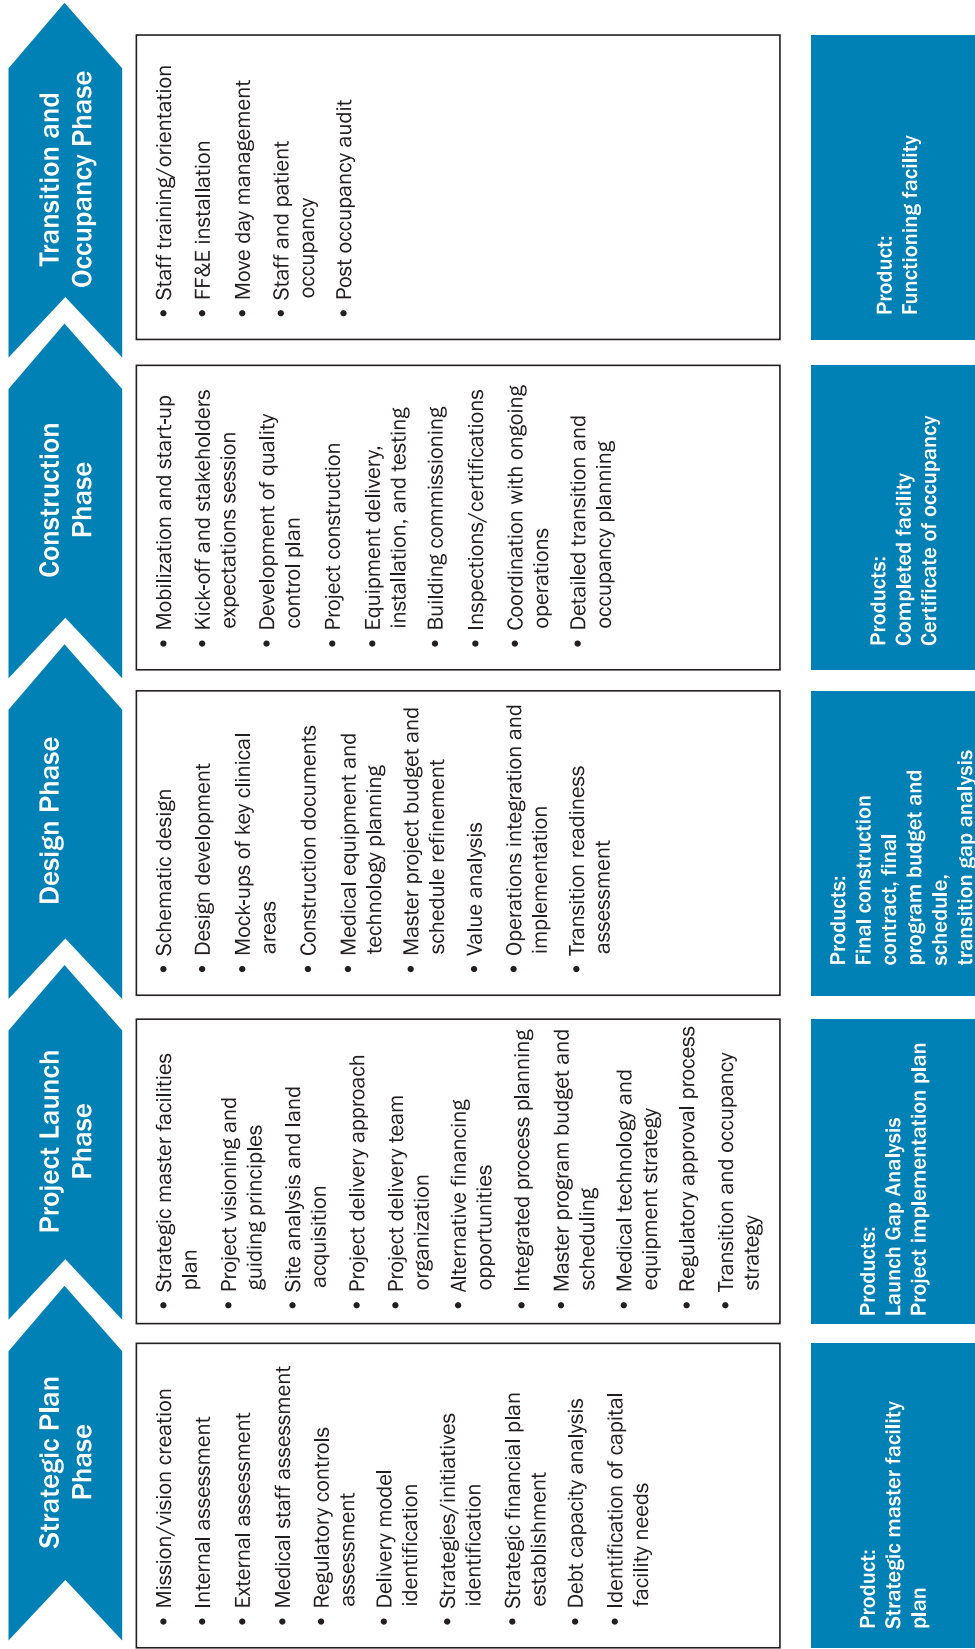 Strategic Plan
Phase
• Mission/vision creation
• Internal assessment
• External assessment
• Medical staff assessment
• Regulatory controls
assessment
• Delivery model
identification
• Strategies/initiatives
identification
• Strategic financial plan
establishment
• Debt capacity analysis
• Identification of capital
facility needs
Product:
Strategic master facility
plan
Project Launch
Phase
• Strategic master facilities
plan
• Project visioning and
guiding principles
• Site analysis and land
acquisition
• Project delivery approach
• Project delivery team
organization
• Alternative financing
opportunities
• Integrated process planning
• Master program budget and
scheduling
• Medical technology and
equipment strategy
• Regulatory approval process
• Transition and occupancy
strategy
Products:
Launch Gap Analysis
Project implementation plan
Design Phase
• Schematic design
• Design development
• Mock-ups of key clinical
areas
• Construction documents
• Medical equipment and
technology planning
• Master project budget and
schedule refinement
• Value analysis
• Operations integration and
implementation
• Transition readiness
assessment
Products:
Final construction
contract, final
program budget and
schedule,
transition gap analysis
Construction
Phase
• Mobilization and start-up
• Kick-off and stakeholders
expectations session
• Development of quality
control plan
• Project construction
• Equipment delivery,
installation, and testing
• Building commissioning
• Inspections/certifications
• Coordination with ongoing
operations
• Detailed transition and
occupancy planning
Products:
Completed facility
Certificate of occupancy
Transition and
Occupancy Phase
• Staff training/orientation
• FF&E installation
• Move day management
• Staff and patient
occupancy
• Post occupancy audit
Product:
Functioning facility